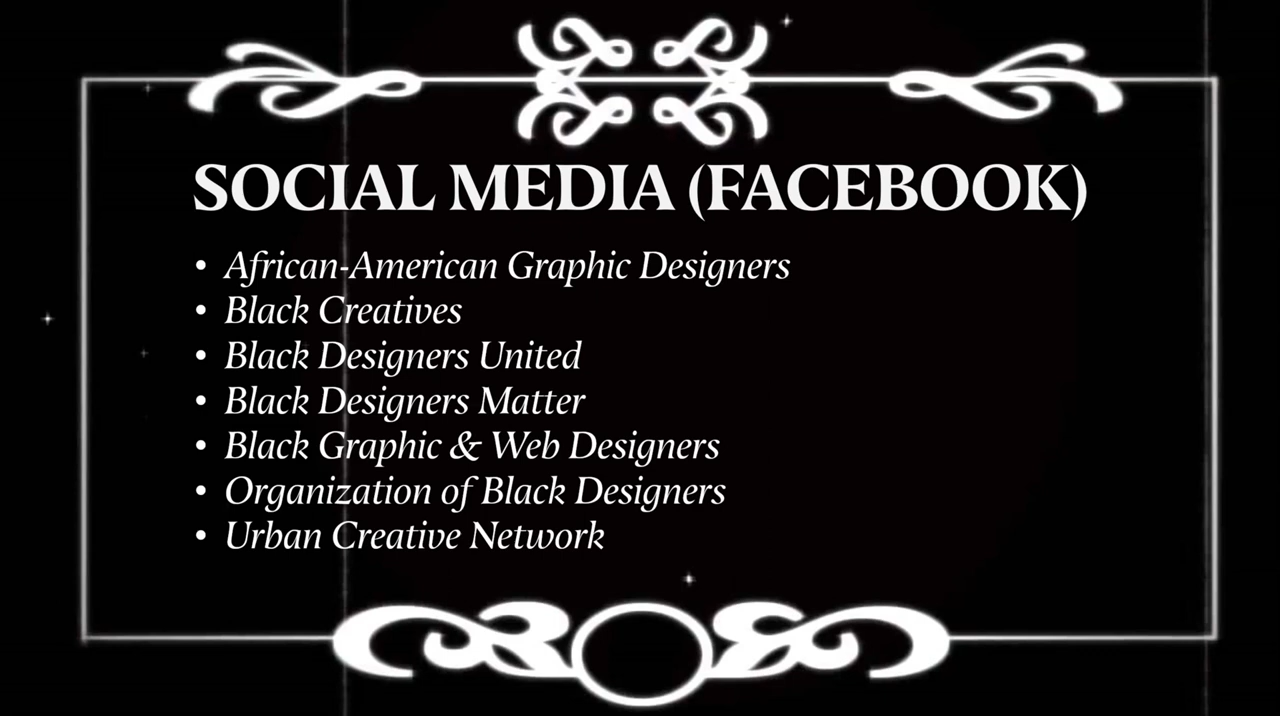 SOCIAL MEDIA (FACEBOOK)
• African-American Graphic Designers
• Black Creatives
• Black Designers United
• Black Designers Matter
• Black Graphic & Web Designers
• Organization of Black Designers
• Urban Creative Network